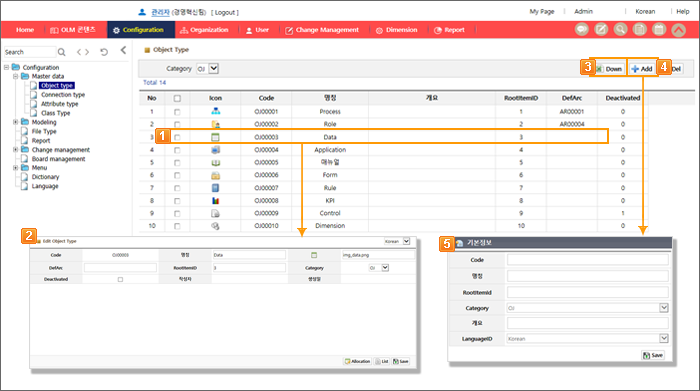 관리자 (경영혁신팀) [ Logout ]
My Page Admin Korean Help
Home OLM 콘텐츠 Configuration Organization User Change Management Dimension Report
Search
Configuration
Master data
Object type
Connection type
Attribute type
Class Type
Modeling
File Type
Report
Change management
Board management
Menu
Dictionary
Language
Object Type
Category OJ
3 Down Add 4 Del
Total 14
No Icon Code 명칭 개요 RootItemID DefArc Deactivated
1 OJ00001 Process 1 AR00001 0
2 OJ00002 Role 2 AR00004 0
1
3 OJ00003 Data 3 0
4 OJ00004 Application 4 0
5 OJ00005 매뉴얼 5 0
6 OJ00006 Form 6 0
7 OJ00007 Rule 7 0
8 OJ00008 KPI 8 0
9 OJ00009 Control 9 1
10 OJ00010 Dimension 10 0
2 Edit Object Type Korean
Code OJ00003 명칭 Data img_data.png
DefArc RootItemID 3 Category OJ
Deactivated 작성자 생성일
Allocation List Save
5 기본정보
Code
명칭
RootItemId
Category OJ
개요
LanguageID Korean
Save